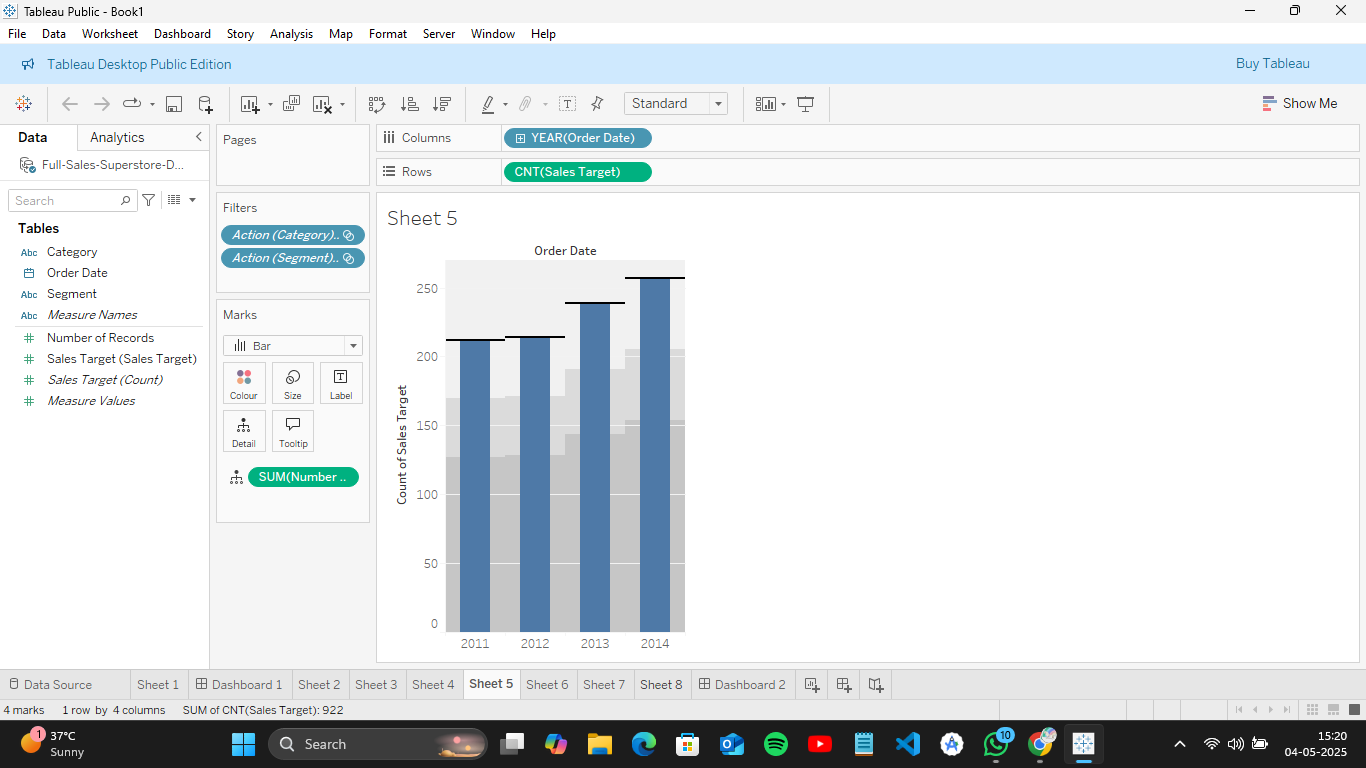 Tableau Public - Book1
File Data Worksheet Dashboard Story Analysis Map Format Server Window Help
Tableau Desktop Public Edition Buy Tableau
Standard Show Me
Data Analytics
Full-Sales-Superstore-D...
Search
Tables
Abc Category
Order Date
Abc Segment
Abc Measure Names
Number of Records
Sales Target (Sales Target)
Sales Target (Count)
Measure Values
Pages
Filters
Action (Category)..
Action (Segment)..
Marks
Bar
Colour Size Label
Detail Tooltip
SUM(Number ..
Columns YEAR(Order Date)
Rows CNT(Sales Target)
Sheet 5
Order Date
Count of Sales Target
250
200
150
100
50
0
2011 2012 2013 2014
Data Source Sheet 1 Dashboard 1 Sheet 2 Sheet 3 Sheet 4 Sheet 5 Sheet 6 Sheet 7 Sheet 8 Dashboard 2
4 marks 1 row by 4 columns SUM of CNT(Sales Target): 922
1
37°C
Sunny
Search
10
15:20
04-05-2025